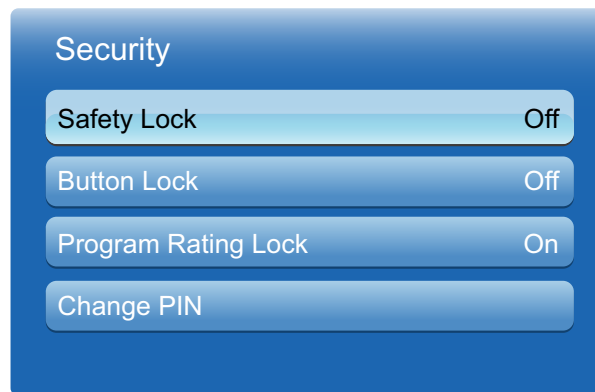 Security
Safety Lock Off
Button Lock Off
Program Rating Lock On
Change PIN